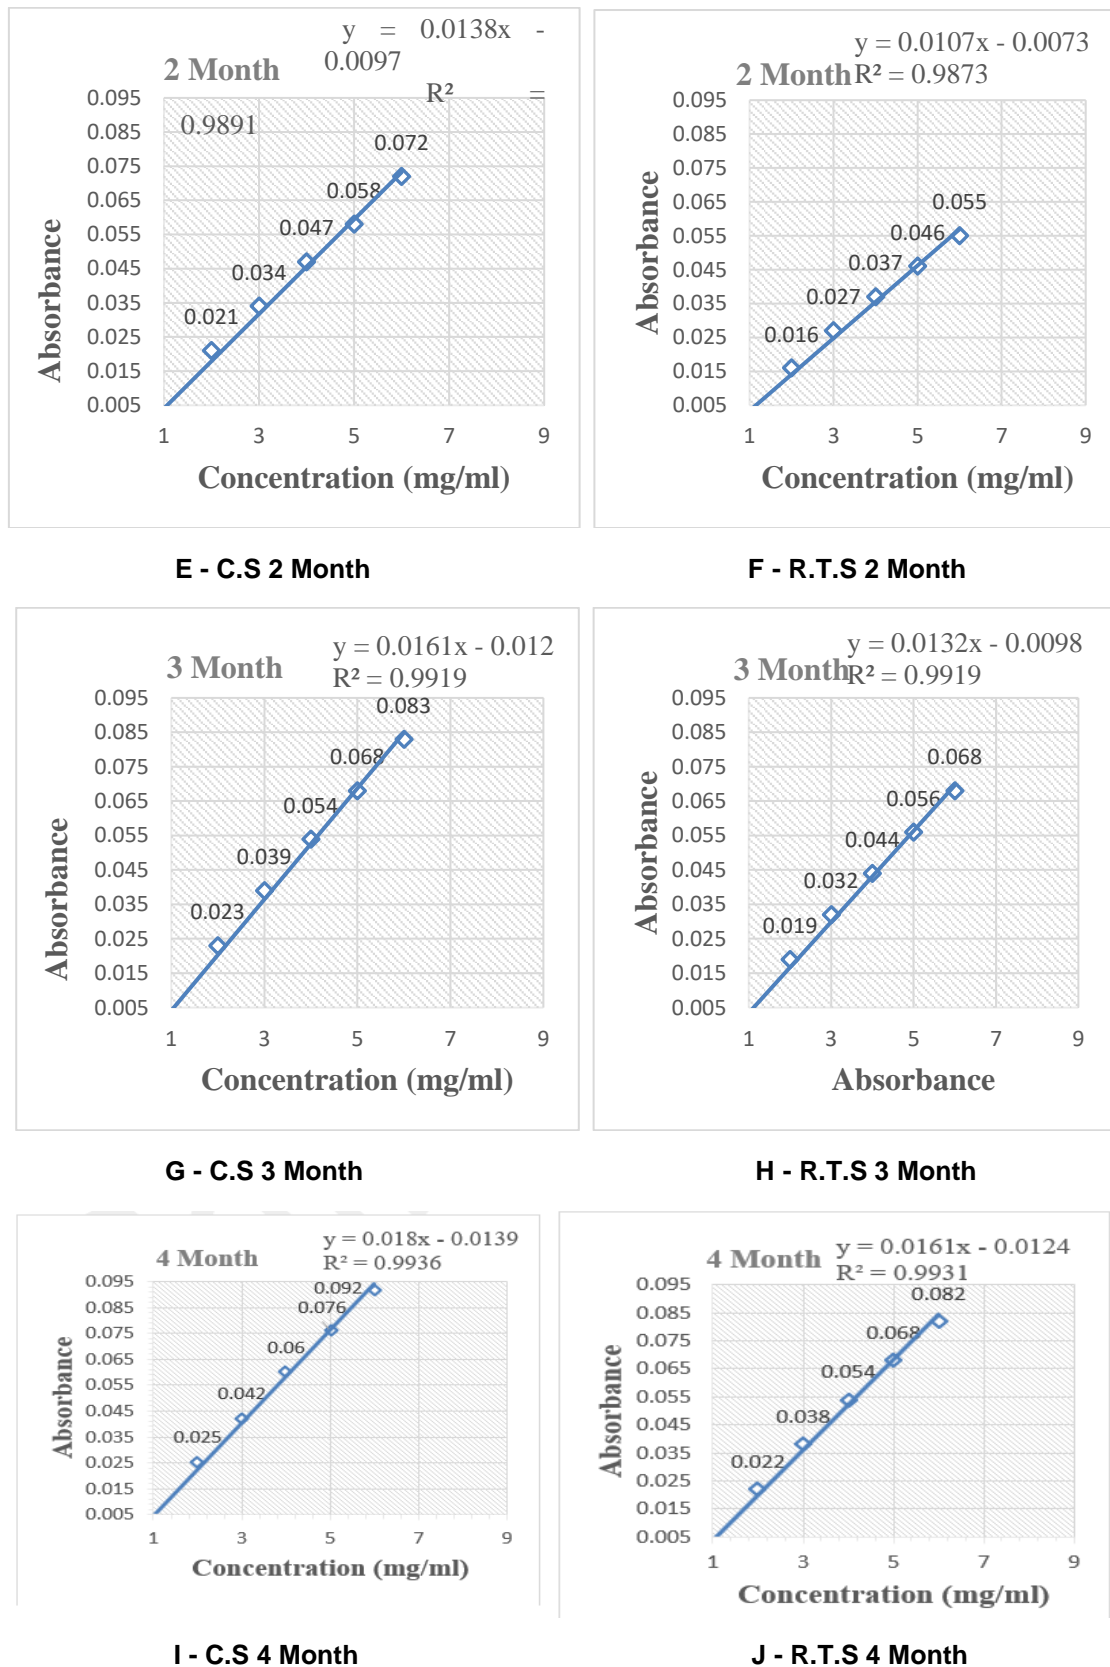 y = 0.0138x -
0.0097
R² =
0.9891
2 Month
0.095
0.085
0.075
0.065
0.055
0.045
0.035
0.025
0.015
0.005
0.021
0.034
0.047
0.058
0.072
1 3 5 7 9
Absorbance
Concentration (mg/ml)
E - C.S 2 Month
y = 0.0107x - 0.0073
R² = 0.9873
2 Month
0.095
0.085
0.075
0.065
0.055
0.045
0.035
0.025
0.015
0.005
0.016
0.027
0.037
0.046
0.055
1 3 5 7 9
Absorbance
Concentration (mg/ml)
F - R.T.S 2 Month
y = 0.0161x - 0.012
R² = 0.9919
3 Month
0.095
0.085
0.075
0.065
0.055
0.045
0.035
0.025
0.015
0.005
0.023
0.039
0.054
0.068
0.083
1 3 5 7 9
Absorbance
Concentration (mg/ml)
G - C.S 3 Month
y = 0.0132x - 0.0098
R² = 0.9919
3 Month
0.095
0.085
0.075
0.065
0.055
0.045
0.035
0.025
0.015
0.005
0.019
0.032
0.044
0.056
0.068
1 3 5 7 9
Absorbance
Absorbance
H - R.T.S 3 Month
y = 0.018x - 0.0139
R² = 0.9936
4 Month
0.095
0.085
0.075
0.065
0.055
0.045
0.035
0.025
0.015
0.005
0.025
0.042
0.06
0.076
0.092
1 3 5 7 9
Absorbance
Concentration (mg/ml)
I - C.S 4 Month
y = 0.0161x - 0.0124
R² = 0.9931
4 Month
0.095
0.085
0.075
0.065
0.055
0.045
0.035
0.025
0.015
0.005
0.022
0.038
0.054
0.068
0.082
1 3 5 7 9
Absorbance
Concentration (mg/ml)
J - R.T.S 4 Month